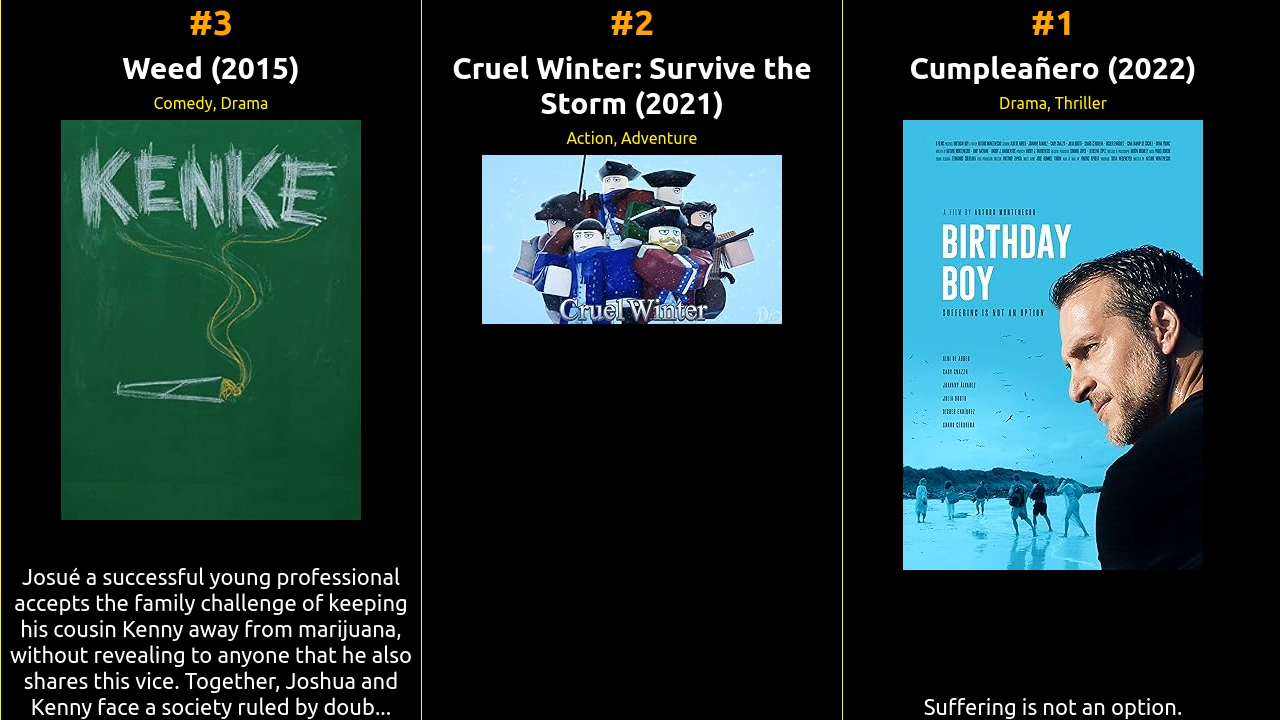 #3
Weed (2015)
Comedy, Drama
KENKE
Josué a successful young professional
accepts the family challenge of keeping
his cousin Kenny away from marijuana,
without revealing to anyone that he also
shares this vice. Together, Joshua and
Kenny face a society ruled by doub...
#2
Cruel Winter: Survive the
Storm (2021)
Action, Adventure
Cruel Winter
#1
Cumpleañero (2022)
Drama, Thriller
A FILM BY ARTURO MONTENEGRO
BIRTHDAY
BOY
SUFFERING IS NOT AN OPTION
Suffering is not an option.